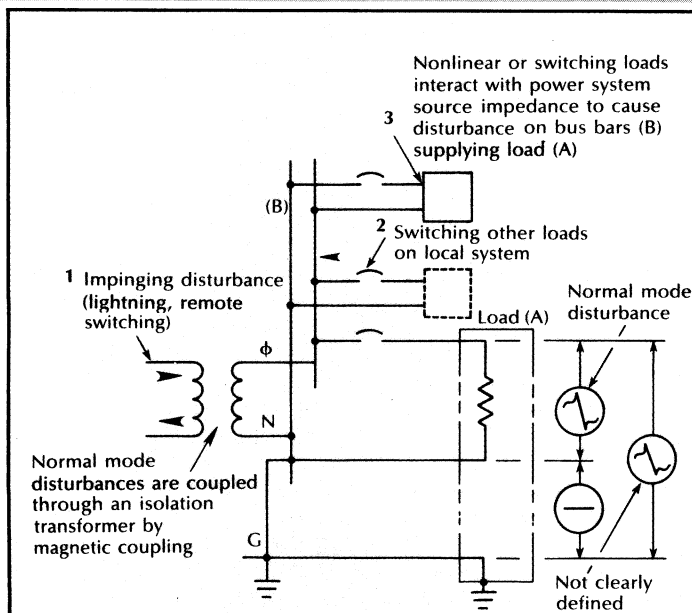 Nonlinear or switching loads
interact with power system
source impedance to cause
3 disturbance on bus bars (B)
supplying load (A)
(B)
2 Switching other loads
on local system
1 Impinging disturbance
(lightning, remote
switching)
Normal mode
disturbance
Load (A)
ϕ
N
Normal mode
disturbances are coupled
through an isolation
transformer by
magnetic coupling
G
Not clearly
defined